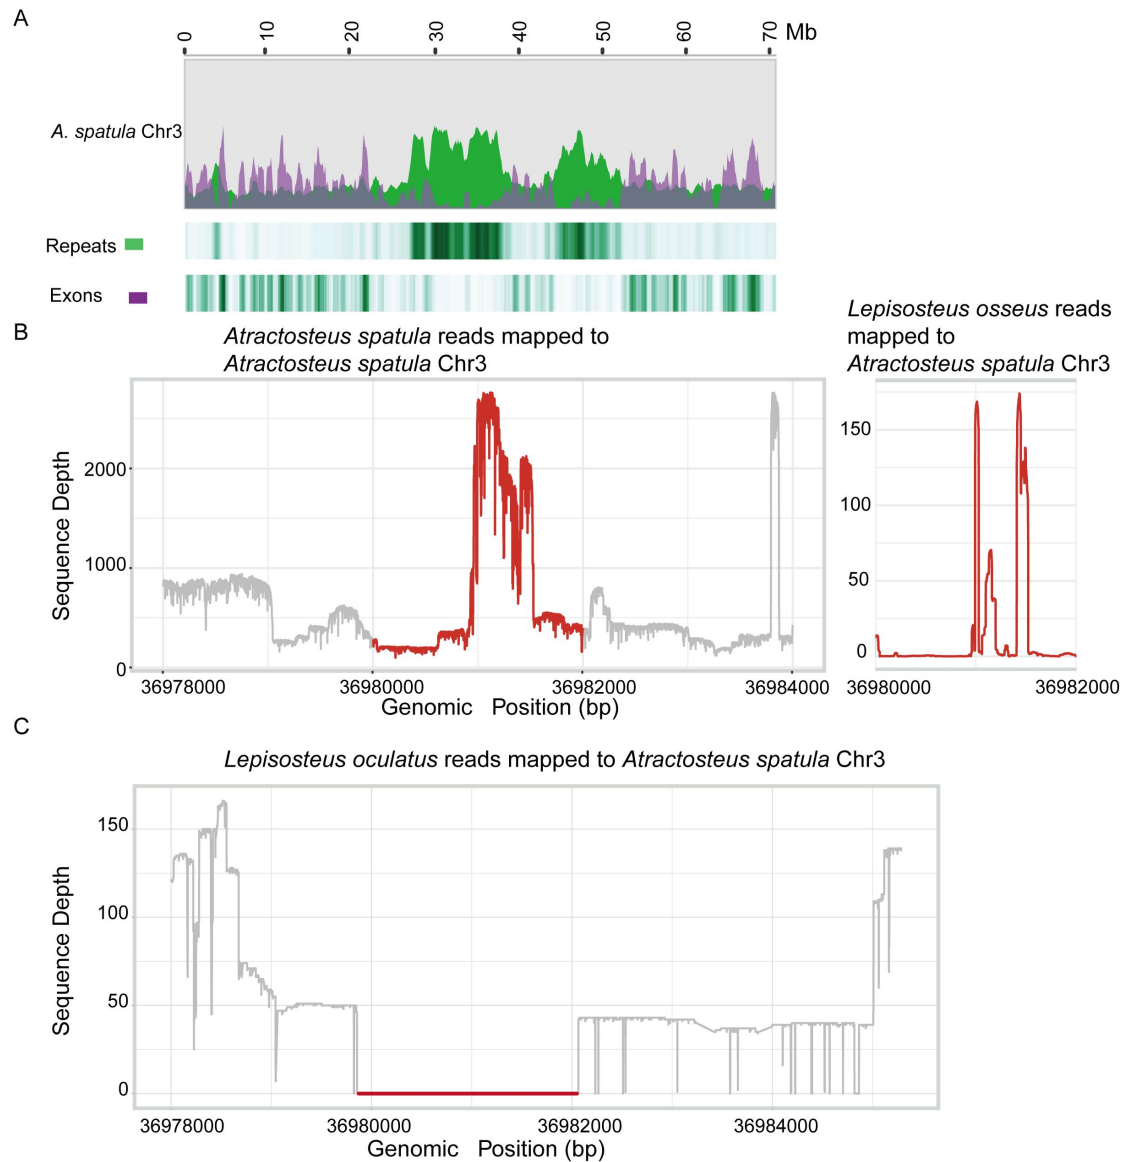 A
0 10 20 30 40 50 60 70 Mb
A. spatula Chr3
Repeats
Exons
B
Atractosteus spatula reads mapped to
Atractosteus spatula Chr3
Lepisosteus osseus reads
mapped to
Atractosteus spatula Chr3
Sequence Depth
2000
1000
0
36978000 36980000 36982000 36984000
Genomic Position (bp)
150
100
50
0
36980000 36982000
C
Lepisosteus oculatus reads mapped to Atractosteus spatula Chr3
Sequence Depth
150
100
50
0
36978000 36980000 36982000 36984000
Genomic Position (bp)